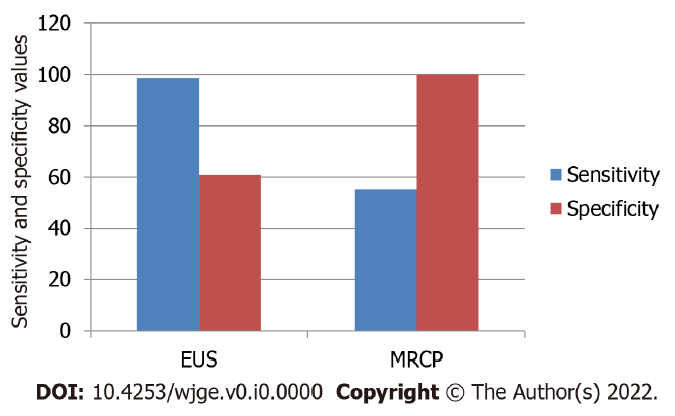 120
100
80
60
40
20
0
Sensitivity and specificity values
EUS
MRCP
Sensitivity
Specificity
DOI: 10.4253/wjge.v0.i0.0000 Copyright © The Author(s) 2022.